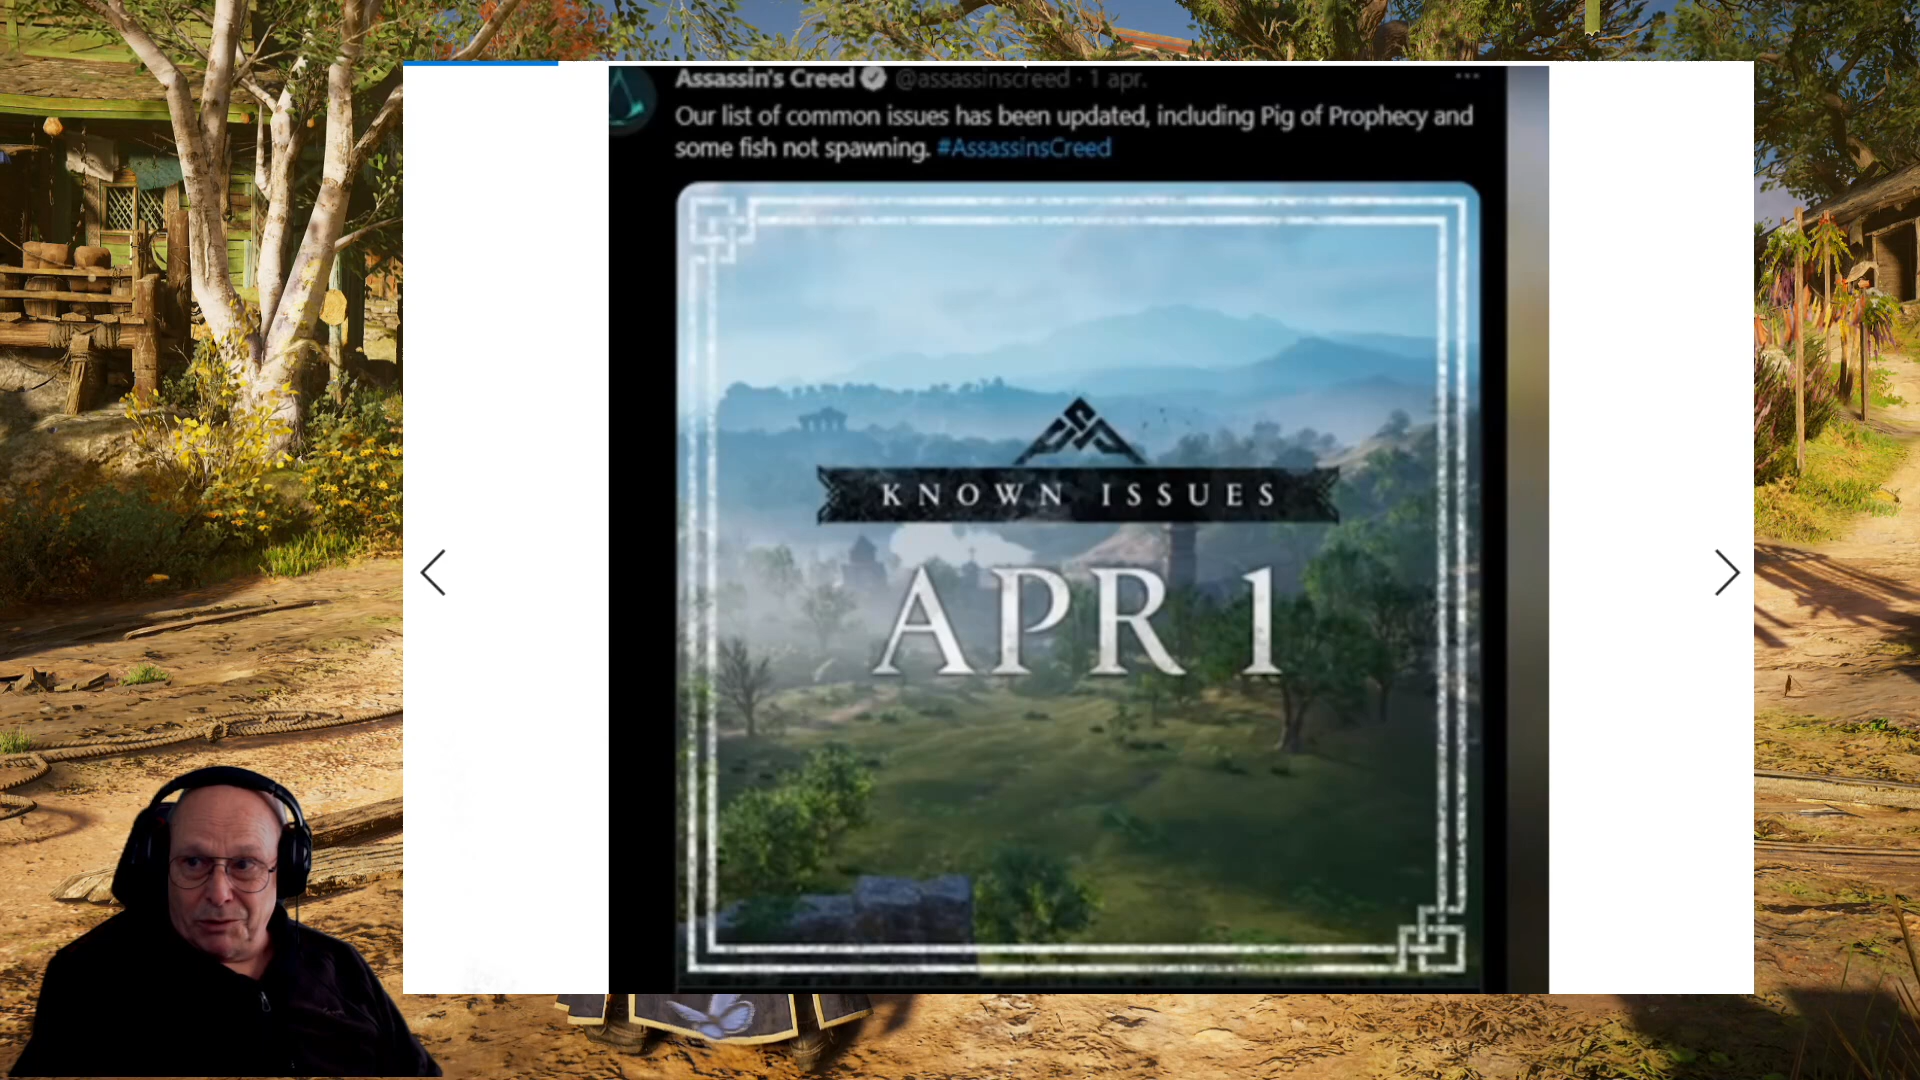 Assassin's Creed @assassinscreed · 1 apr.
Our list of common issues has been updated, including Pig of Prophecy and
some fish not spawning. #AssassinsCreed
KNOWN ISSUES
APR 1